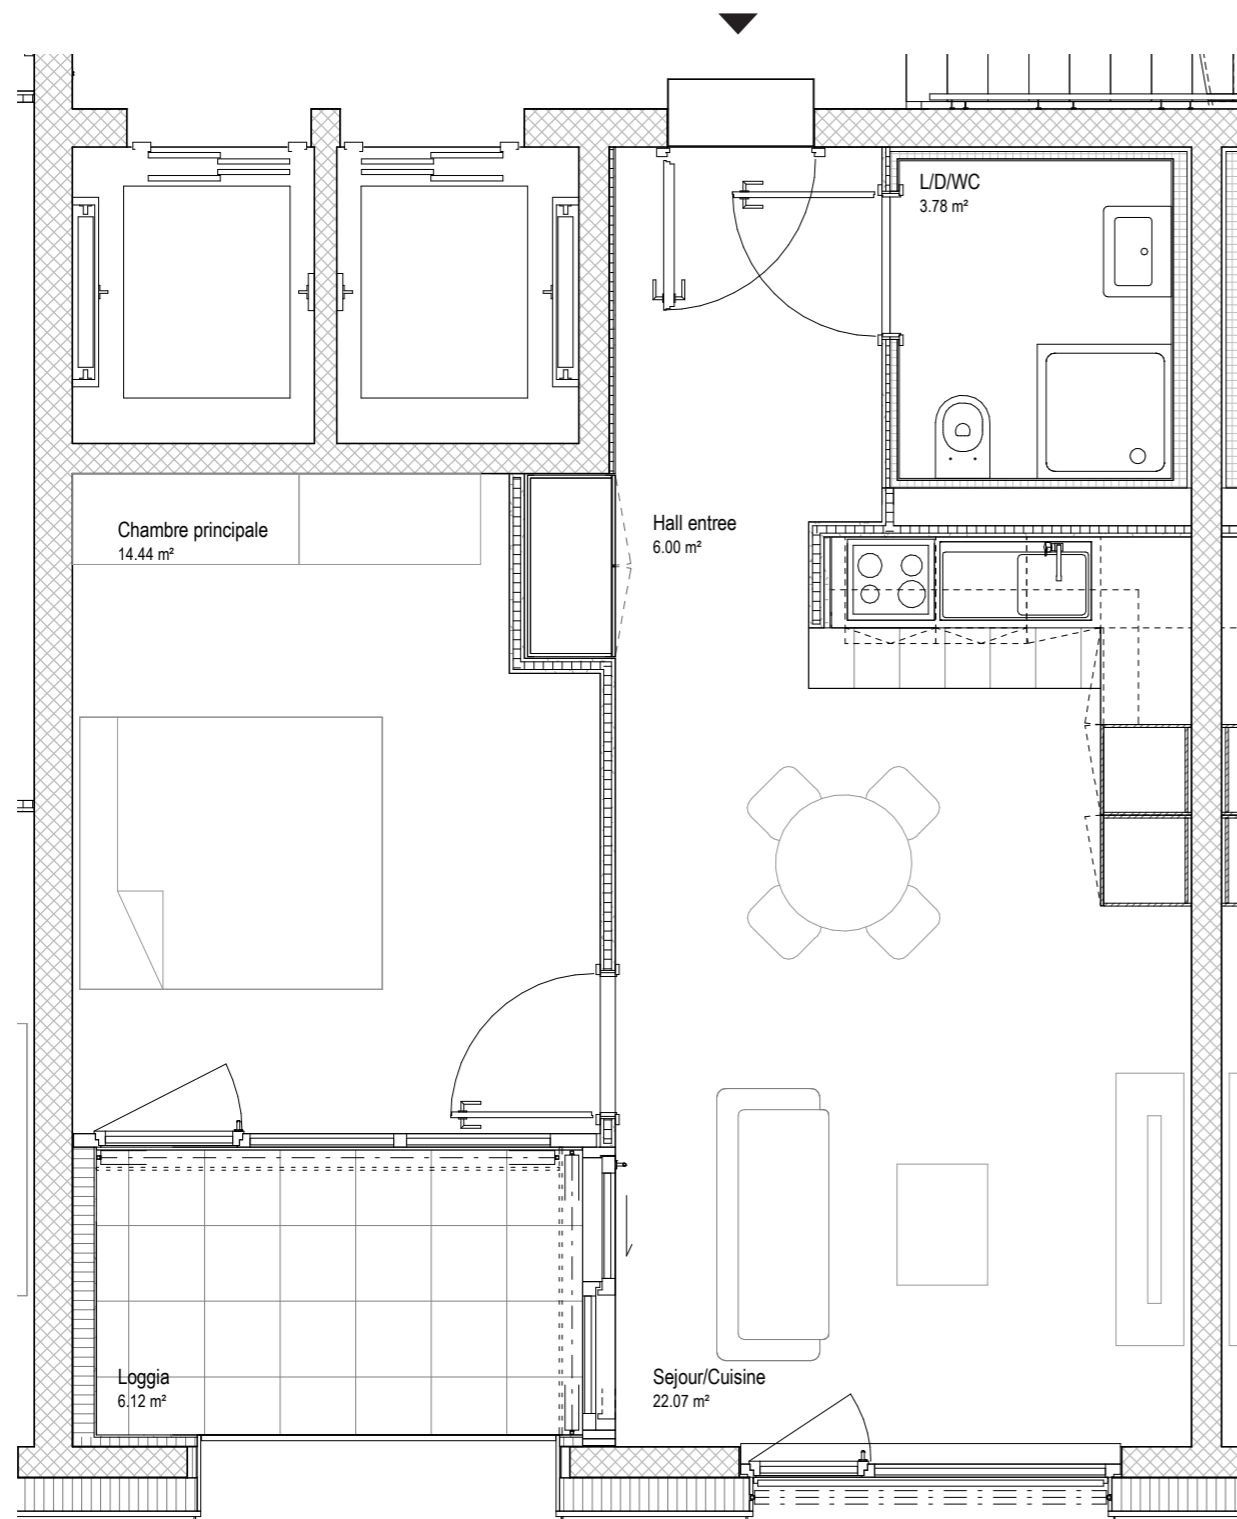 L/D/WC
3.78 m²
Chambre principale
14.44 m²
Hall entree
6.00 m²
Loggia
6.12 m²
Sejour/Cuisine
22.07 m²